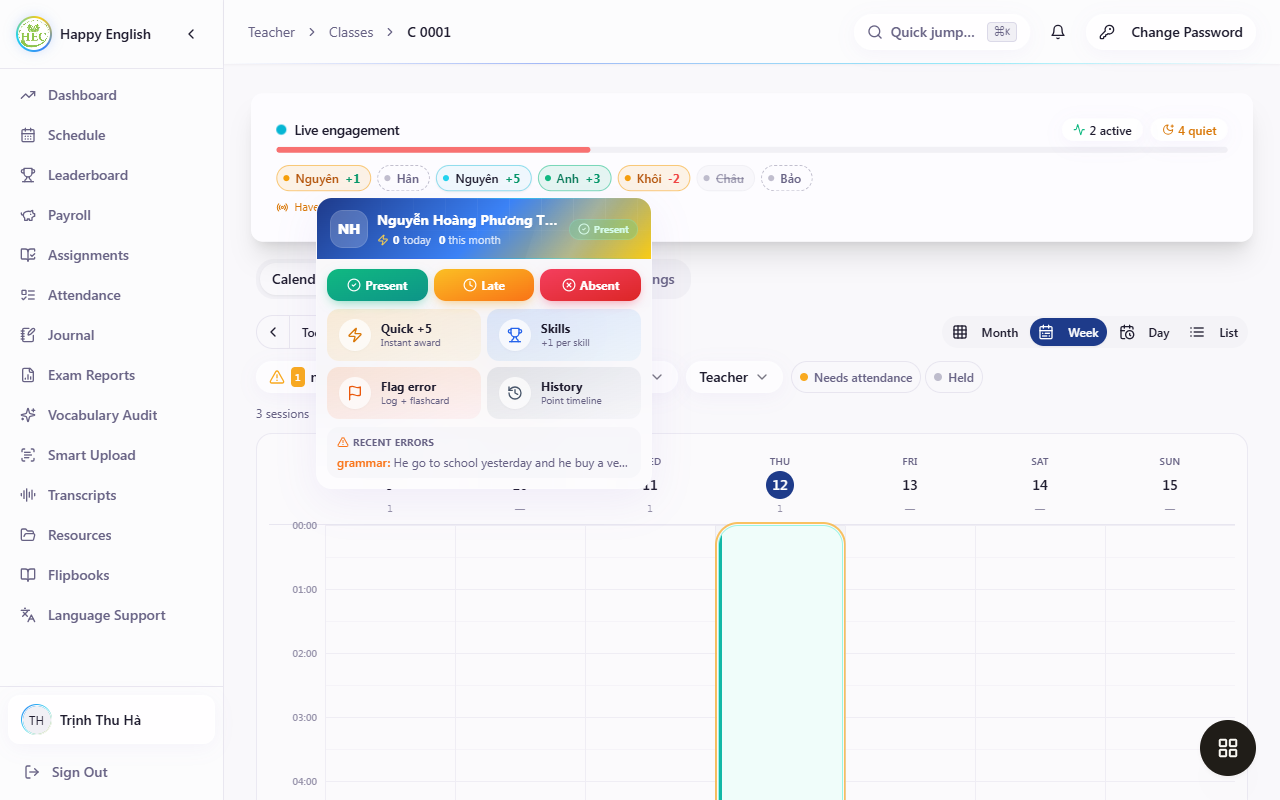 HEC
Happy English
Teacher
Classes
C 0001
Quick jump...
⌘K
Change Password
Dashboard
Schedule
Leaderboard
Payroll
Assignments
Attendance
Journal
Exam Reports
Vocabulary Audit
Smart Upload
Transcripts
Resources
Flipbooks
Language Support
TH
Trịnh Thu Hà
Sign Out
Live engagement
2 active
4 quiet
Nguyên +1
Hân
Nguyên +5
Anh +3
Khôi -2
Châu
Bảo
NH
Nguyễn Hoàng Phương T...
0 today 0 this month
Present
Present
Late
Absent
Quick +5
Instant award
Skills
+1 per skill
Flag error
Log + flashcard
History
Point timeline
RECENT ERRORS
grammar: He go to school yesterday and he buy a ve...
Month
Week
Day
List
1
Teacher
Needs attendance
Held
3 sessions
THU
FRI
SAT
SUN
11
12
13
14
15
1
—
1
1
—
—
—
00:00
01:00
02:00
03:00
04:00